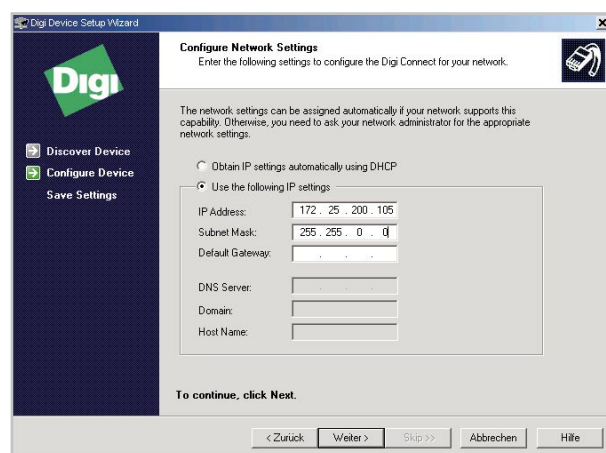 Digi Device Setup Wizard
Configure Network Settings
Enter the following settings to configure the Digi Connect for your network.
Digi
Discover Device
Configure Device
Save Settings
The network settings can be assigned automatically if your network supports this
capability. Otherwise, you need to ask your network administrator for the appropriate
network settings.
Obtain IP settings automatically using DHCP
Use the following IP settings
IP Address: 172 . 25 . 200 . 105
Subnet Mask: 255 . 255 . 0 . 0
Default Gateway: . . .
DNS Server: . . .
Domain:
Host Name:
To continue, click Next.
< Zurück Weiter > Skip >> Abbrechen Hilfe